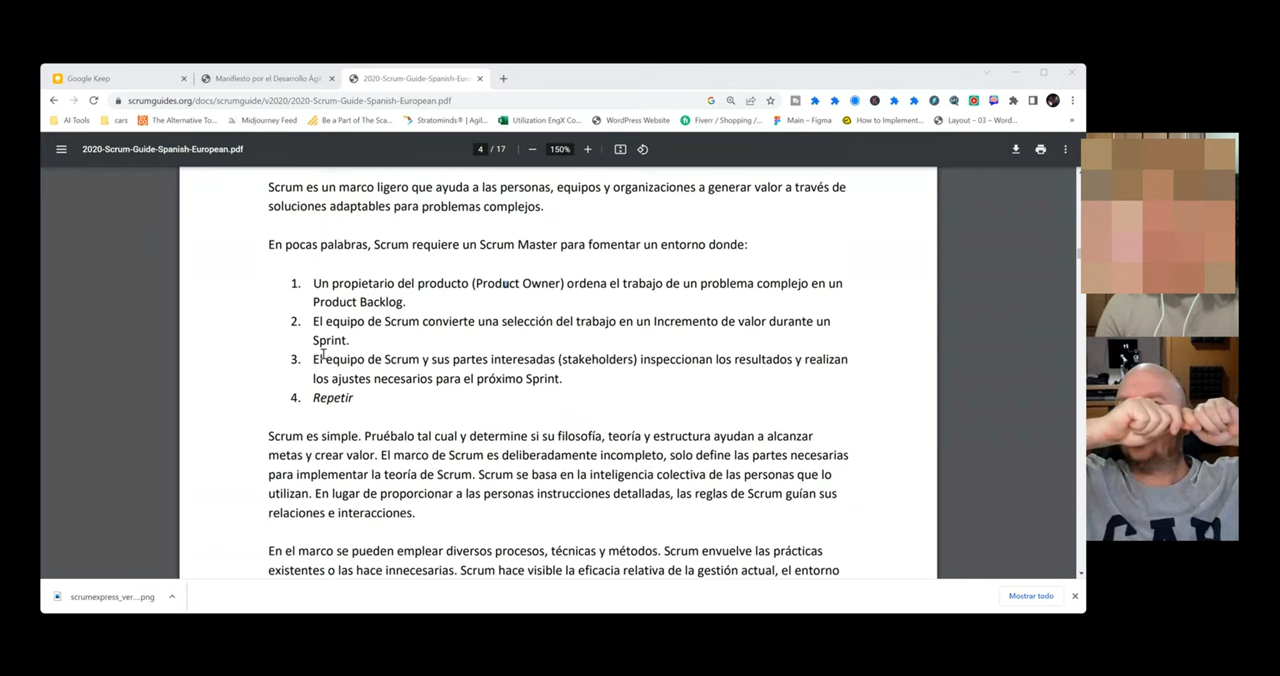 Google Keep
Manifiesto por el Desarrollo Ágil
2020-Scrum-Guide-Spanish-Euro
scrumguides.org/docs/scrumguide/v2020/2020-Scrum-Guide-Spanish-European.pdf
AI Tools cars The Alternative To... Midjourney Feed Be a Part of The Sca... Stratominds® | Agil... Utilization EngX Co... WordPress Website Fiverr / Shopping /... Main – Figma How to Implement... Layout – 03 – Word... »
2020-Scrum-Guide-Spanish-European.pdf 4 / 17 150%
Scrum es un marco ligero que ayuda a las personas, equipos y organizaciones a generar valor a través de
soluciones adaptables para problemas complejos.
En pocas palabras, Scrum requiere un Scrum Master para fomentar un entorno donde:
1. Un propietario del producto (Product Owner) ordena el trabajo de un problema complejo en un
Product Backlog.
2. El equipo de Scrum convierte una selección del trabajo en un Incremento de valor durante un
Sprint.
3. El equipo de Scrum y sus partes interesadas (stakeholders) inspeccionan los resultados y realizan
los ajustes necesarios para el próximo Sprint.
4. Repetir
Scrum es simple. Pruébalo tal cual y determine si su filosofía, teoría y estructura ayudan a alcanzar
metas y crear valor. El marco de Scrum es deliberadamente incompleto, solo define las partes necesarias
para implementar la teoría de Scrum. Scrum se basa en la inteligencia colectiva de las personas que lo
utilizan. En lugar de proporcionar a las personas instrucciones detalladas, las reglas de Scrum guían sus
relaciones e interacciones.
En el marco se pueden emplear diversos procesos, técnicas y métodos. Scrum envuelve las prácticas
existentes o las hace innecesarias. Scrum hace visible la eficacia relativa de la gestión actual, el entorno
scrumexpress_ver....png
Mostrar todo
GAP